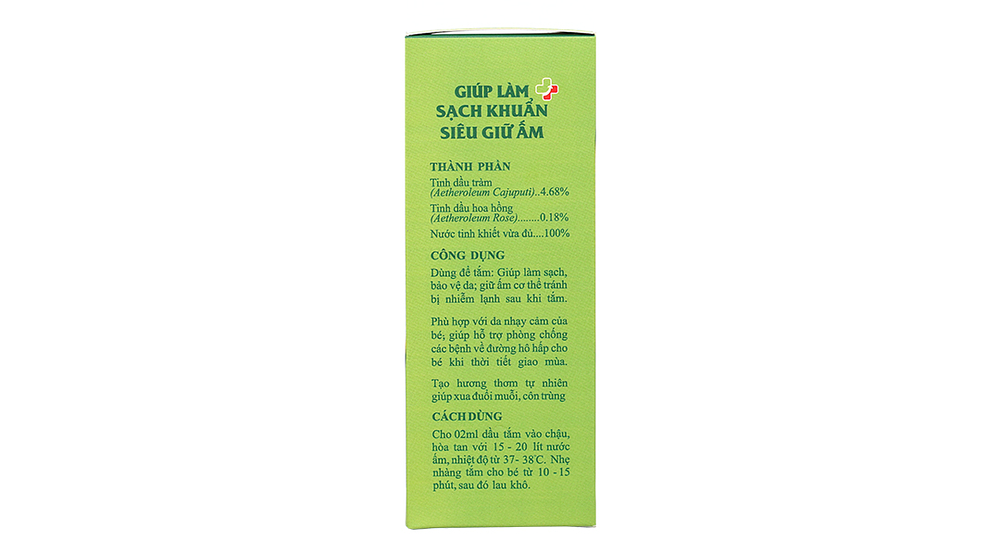 GIÚP LÀM
SẠCH KHUẨN
SIÊU GIỮ ẤM
THÀNH PHẦN
Tinh dầu tràm
(Aetheroleum Cajuputi)..4.68%
Tinh dầu hoa hồng
(Aetheroleum Rose)........0.18%
Nước tinh khiết vừa đủ....100%
CÔNG DỤNG
Dùng để tắm: Giúp làm sạch,
bảo vệ da; giữ ấm cơ thể tránh
bị nhiễm lạnh sau khi tắm.
Phù hợp với da nhạy cảm của
bé; giúp hỗ trợ phòng chống
các bệnh về đường hô hấp cho
bé khi thời tiết giao mùa.
Tạo hương thơm tự nhiên
giúp xua đuổi muỗi, côn trùng
CÁCH DÙNG
Cho 02ml dầu tắm vào chậu,
hòa tan với 15 - 20 lít nước
ấm, nhiệt độ từ 37- 38°C. Nhẹ
nhàng tắm cho bé từ 10 - 15
phút, sau đó lau khô.